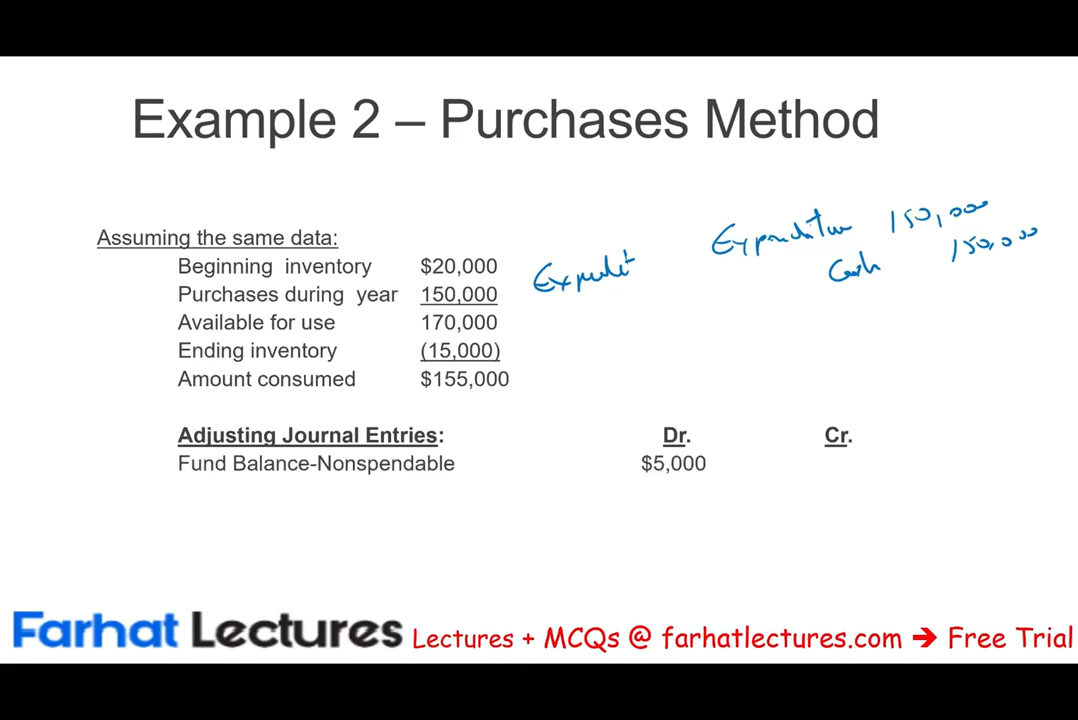 Example 2 – Purchases Method
Expenditure 150,000
Cash 150,000
Assuming the same data:
Beginning inventory $20,000
Purchases during year 150,000
Available for use 170,000
Ending inventory (15,000)
Amount consumed $155,000
Adjusting Journal Entries: Dr. Cr.
Fund Balance-Nonspendable $5,000
Farhat Lectures Lectures + MCQs @ farhatlectures.com ➔ Free Trial